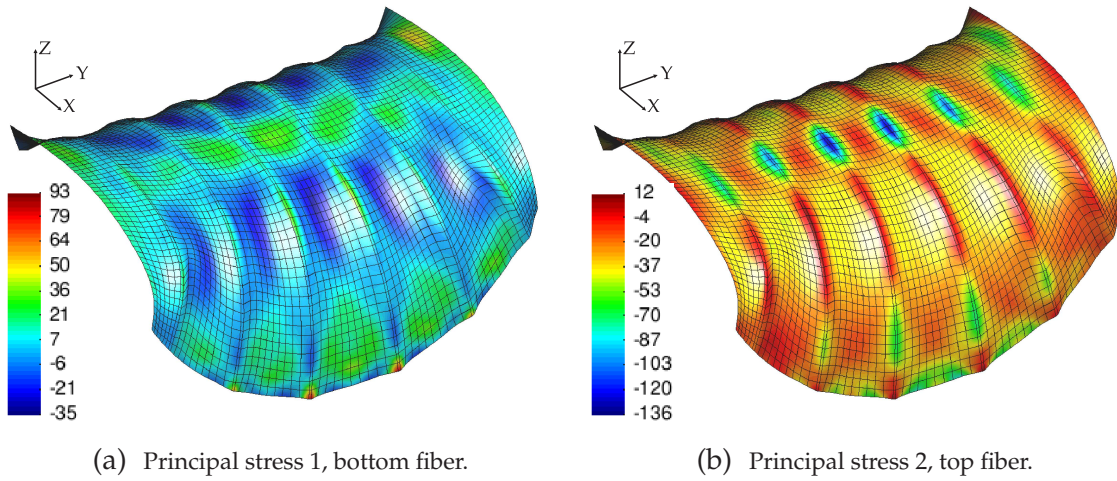 Z
Y
X
93
79
64
50
36
21
7
-6
-21
-35
(a) Principal stress 1, bottom fiber.
Z
Y
X
12
-4
-20
-37
-53
-70
-87
-103
-120
-136
(b) Principal stress 2, top fiber.